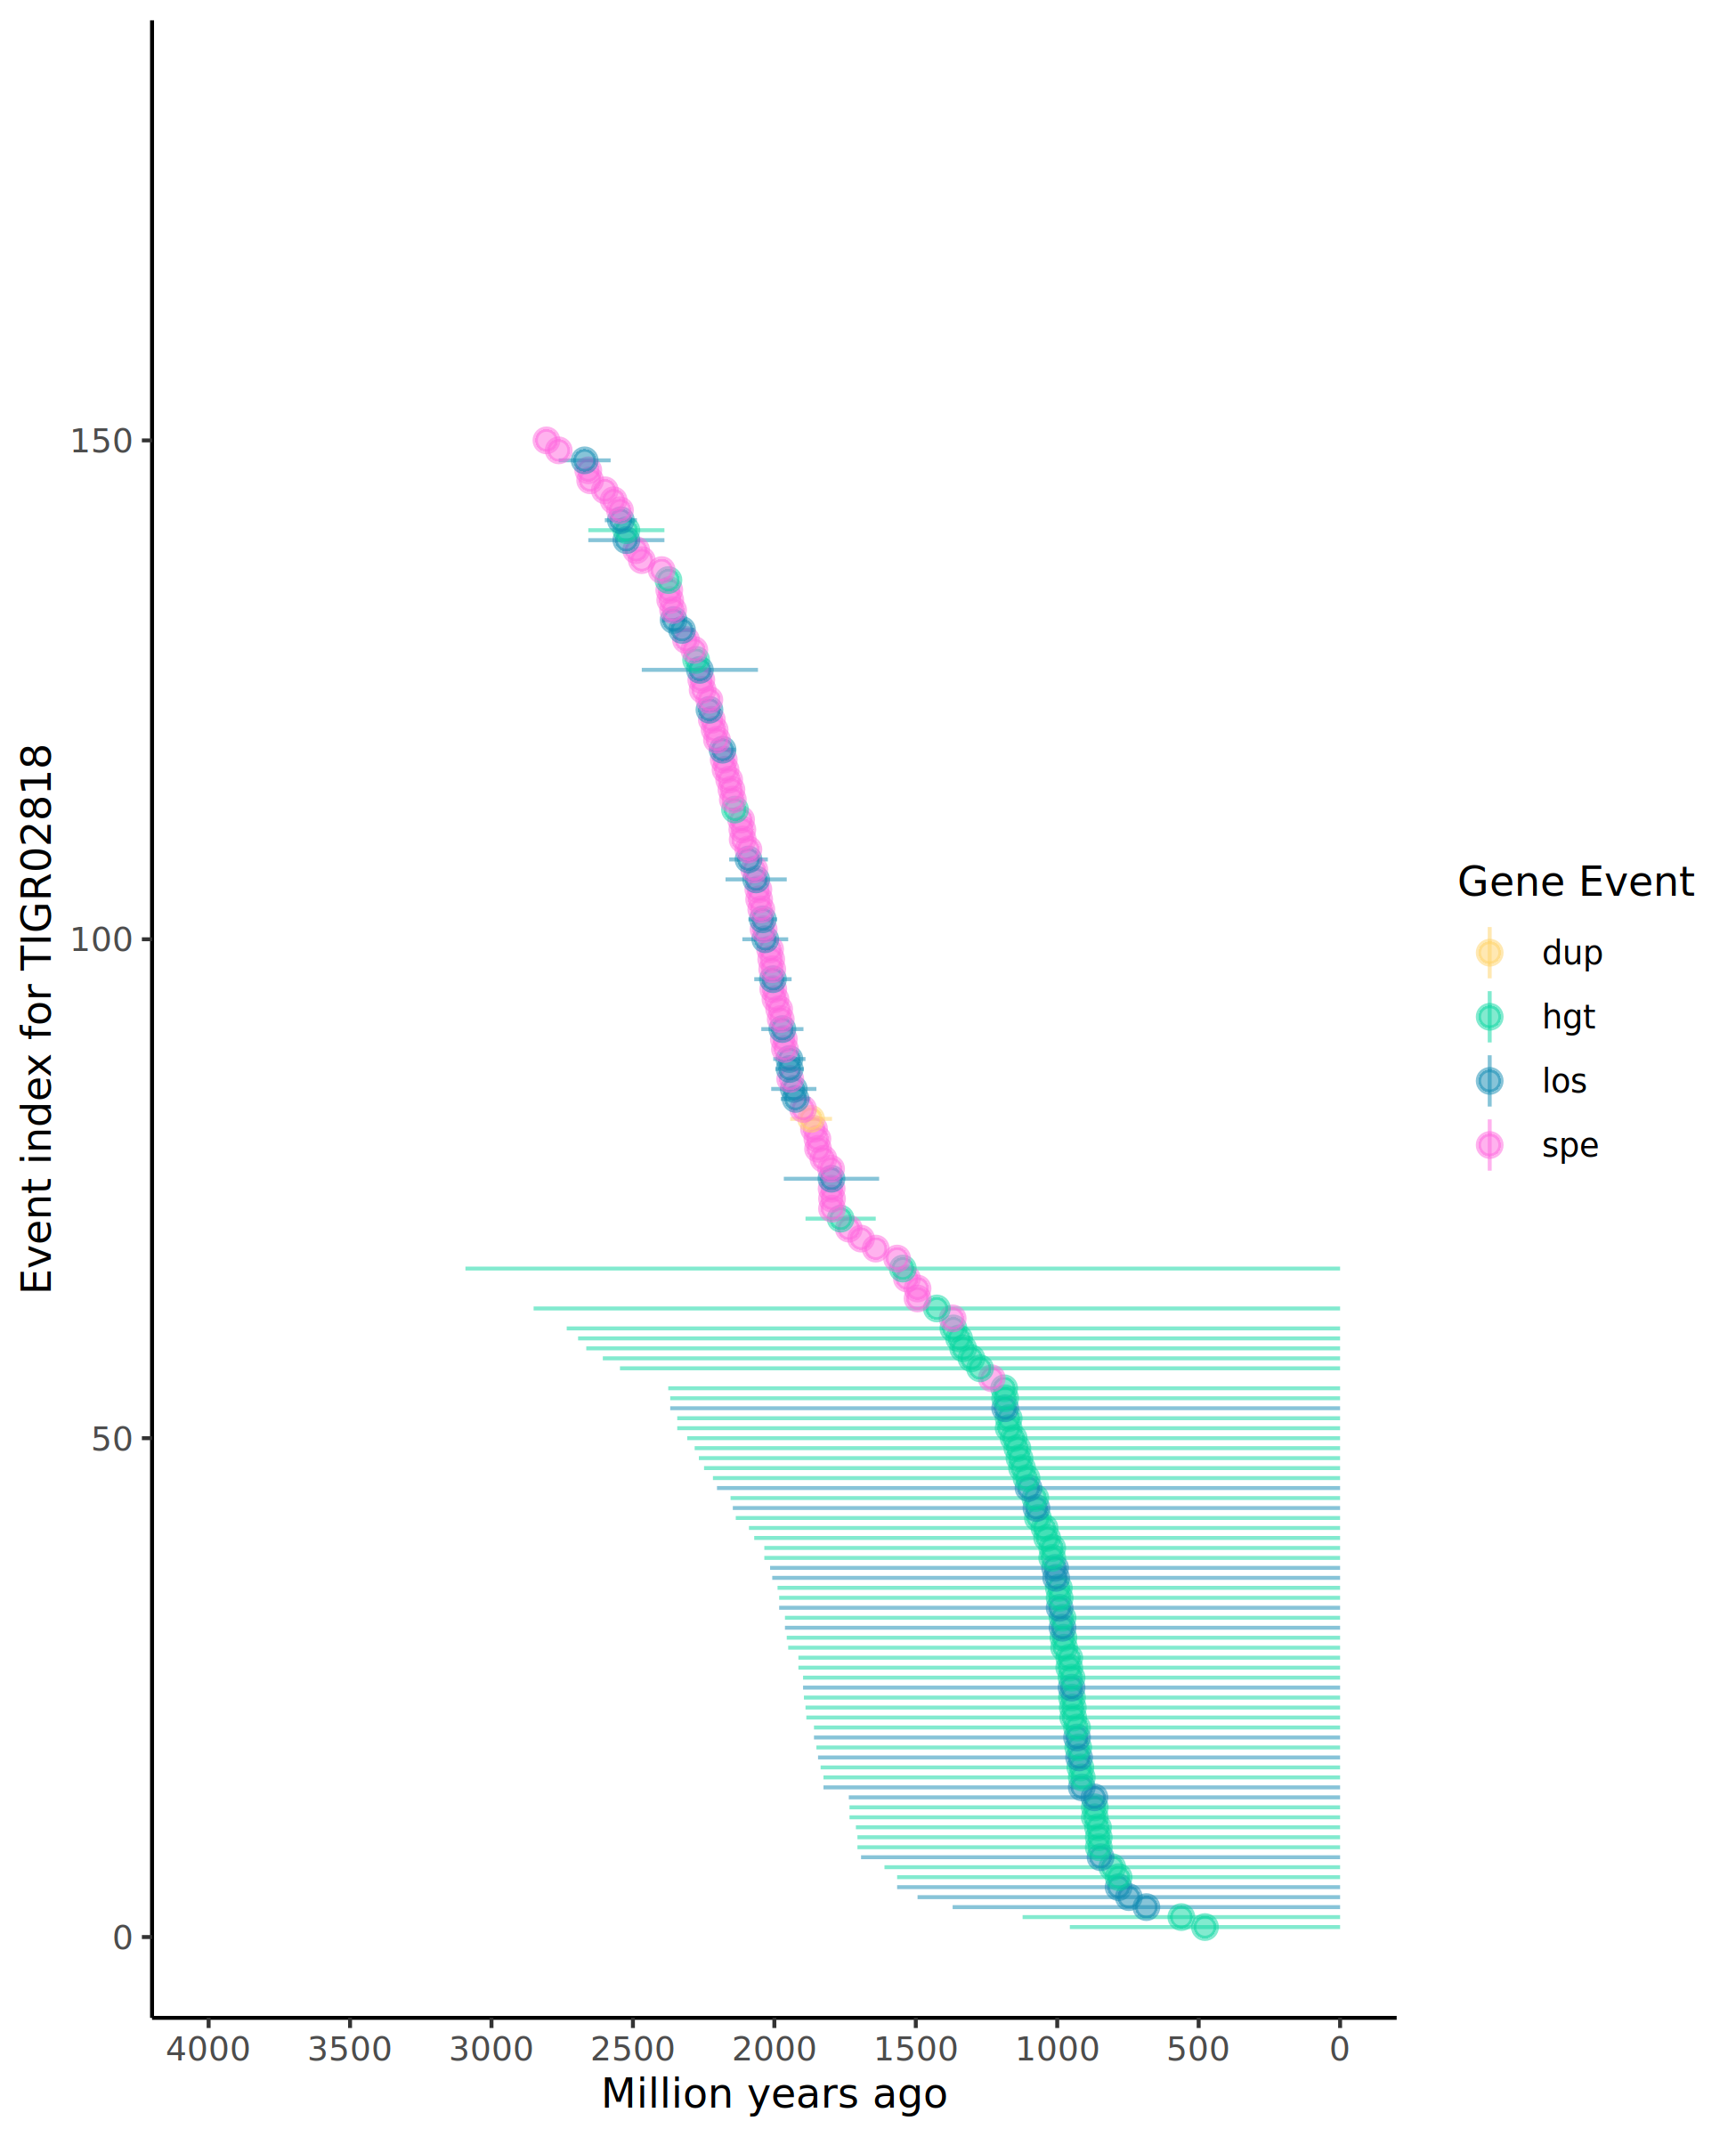 Event index for TIGR02818
150
100
50
0
4000 3500 3000 2500 2000 1500 1000 500 0
Million years ago
Gene Event
dup
hgt
los
spe